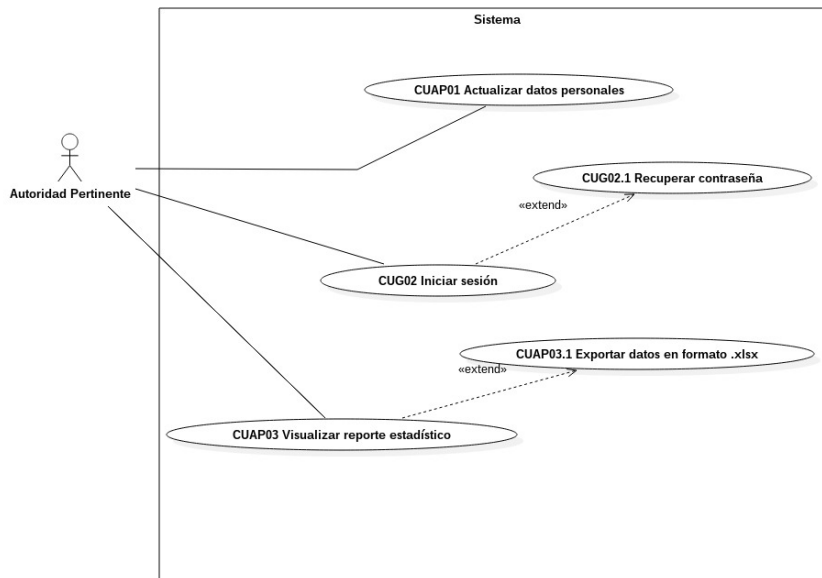 Sistema
CUAP01 Actualizar datos personales
Autoridad Pertinente
CUG02.1 Recuperar contraseña
«extend»
CUG02 Iniciar sesión
CUAP03.1 Exportar datos en formato .xlsx
«extend»
CUAP03 Visualizar reporte estadístico